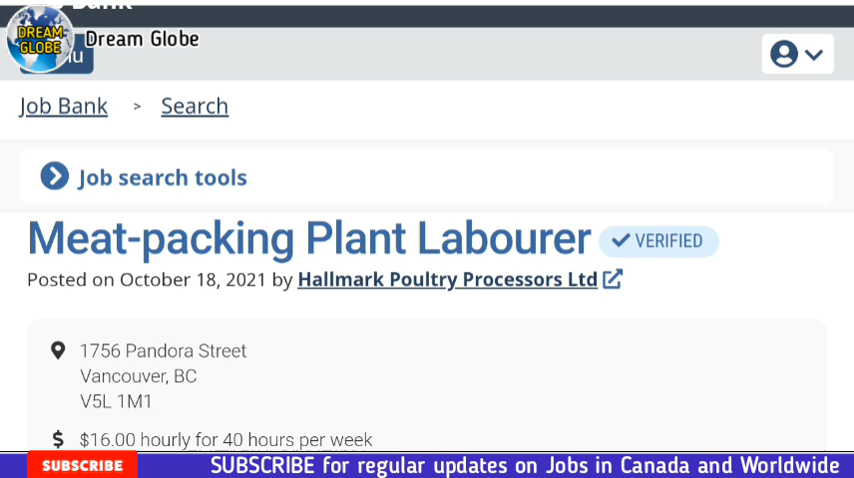 Bank
DREAM
GLOBE
Dream Globe
Job Bank > Search
Job search tools
Meat-packing Plant Labourer VERIFIED
Posted on October 18, 2021 by Hallmark Poultry Processors Ltd
1756 Pandora Street
Vancouver, BC
V5L 1M1
$ $16.00 hourly for 40 hours per week
SUBSCRIBE SUBSCRIBE for regular updates on Jobs in Canada and Worldwide